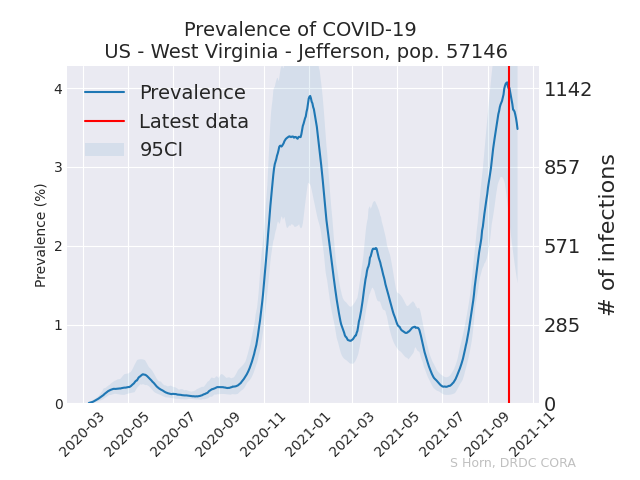 Prevalence of COVID-19
US - West Virginia - Jefferson, pop. 57146
Prevalence
Latest data
95CI
Prevalence (%)
4
3
2
1
0
1142
857
571
285
0
# of infections
2020-03
2020-05
2020-07
2020-09
2020-11
2021-01
2021-03
2021-05
2021-07
2021-09
2021-11
S Horn, DRDC CORA